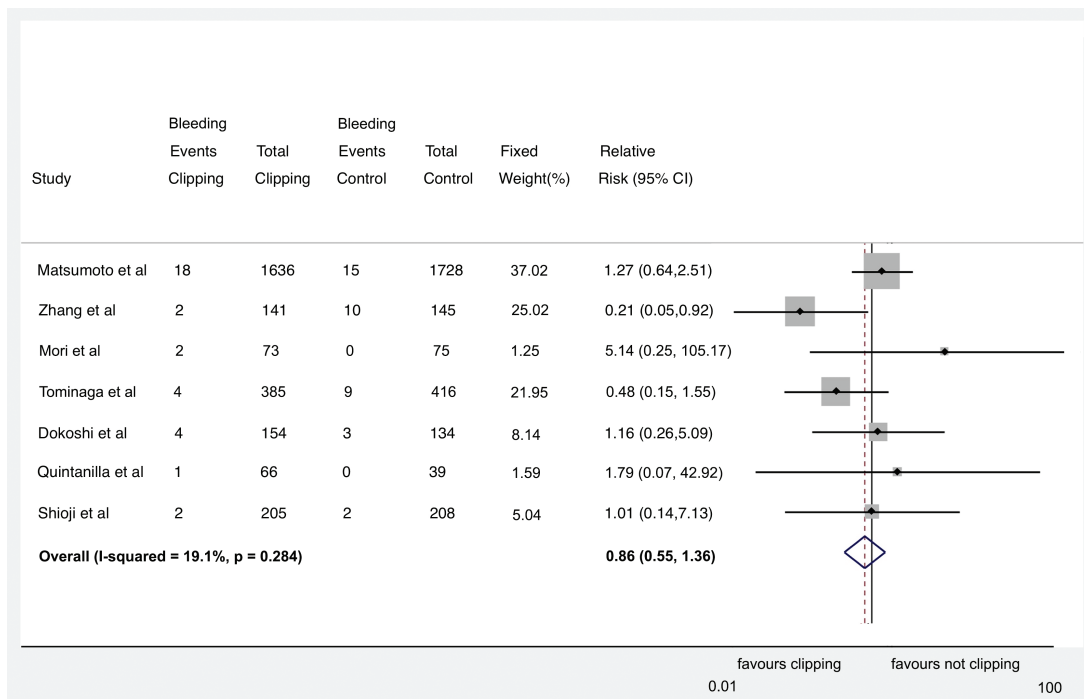 Bleeding Bleeding
Events Total Events Total Fixed Relative
Study Clipping Clipping Control Control Weight(%) Risk (95% CI)
Matsumoto et al 18 1636 15 1728 37.02 1.27 (0.64,2.51)
Zhang et al 2 141 10 145 25.02 0.21 (0.05,0.92)
Mori et al 2 73 0 75 1.25 5.14 (0.25, 105.17)
Tominaga et al 4 385 9 416 21.95 0.48 (0.15, 1.55)
Dokoshi et al 4 154 3 134 8.14 1.16 (0.26,5.09)
Quintanilla et al 1 66 0 39 1.59 1.79 (0.07, 42.92)
Shioji et al 2 205 2 208 5.04 1.01 (0.14,7.13)
Overall (I-squared = 19.1%, p = 0.284) 0.86 (0.55, 1.36)
favours clipping favours not clipping
0.01 100